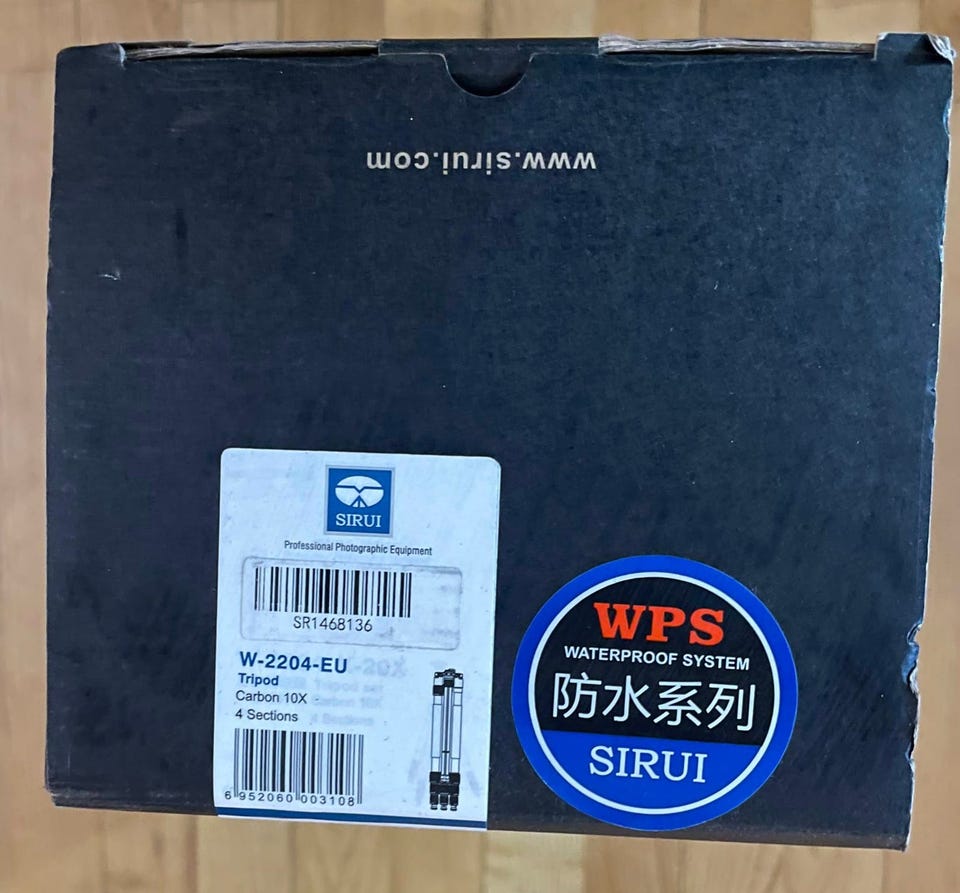 www.sirui.com
SIRUI
Professional Photographic Equipment
SR1468136
W-2204-EU
Tripod
Carbon 10X
4 Sections
6 952060 003108
WPS
WATERPROOF SYSTEM
防水系列
SIRUI